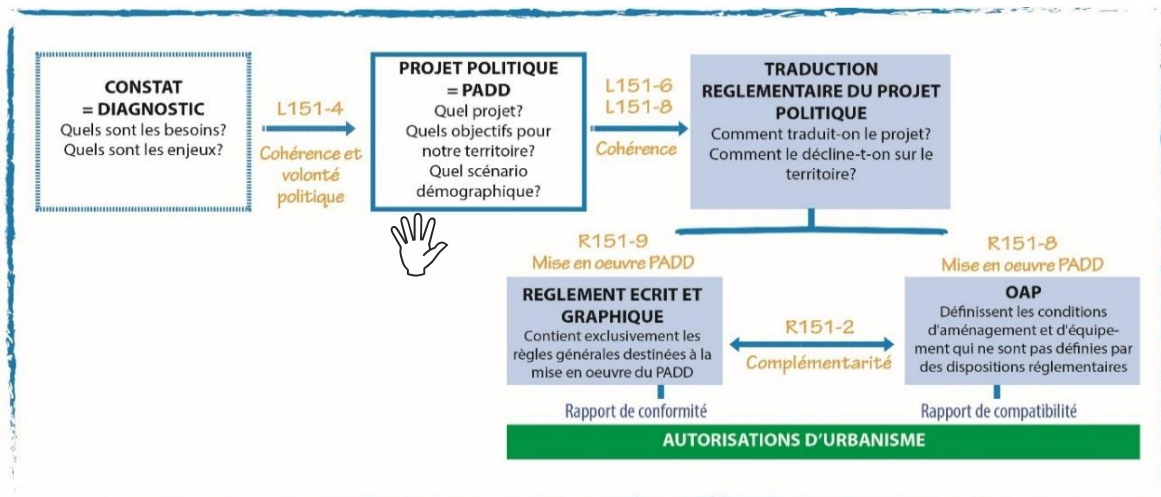 CONSTAT
= DIAGNOSTIC
Quels sont les besoins?
Quels sont les enjeux?
L151-4
Cohérence et
volonté
politique
PROJET POLITIQUE
= PADD
Quel projet?
Quels objectifs pour
notre territoire?
Quel scénario
démographique?
L151-6
L151-8
Cohérence
TRADUCTION
REGLEMENTAIRE DU PROJET
POLITIQUE
Comment traduit-on le projet?
Comment le décline-t-on sur le
territoire?
R151-9
Mise en oeuvre PADD
REGLEMENT ECRIT ET
GRAPHIQUE
Contient exclusivement les
règles générales destinées à la
mise en oeuvre du PADD
R151-2
Complémentarité
R151-8
Mise en oeuvre PADD
OAP
Définissent les conditions
d'aménagement et d'équipe-
ment qui ne sont pas définies par
des dispositions réglementaires
Rapport de conformité
Rapport de compatibilité
AUTORISATIONS D'URBANISME